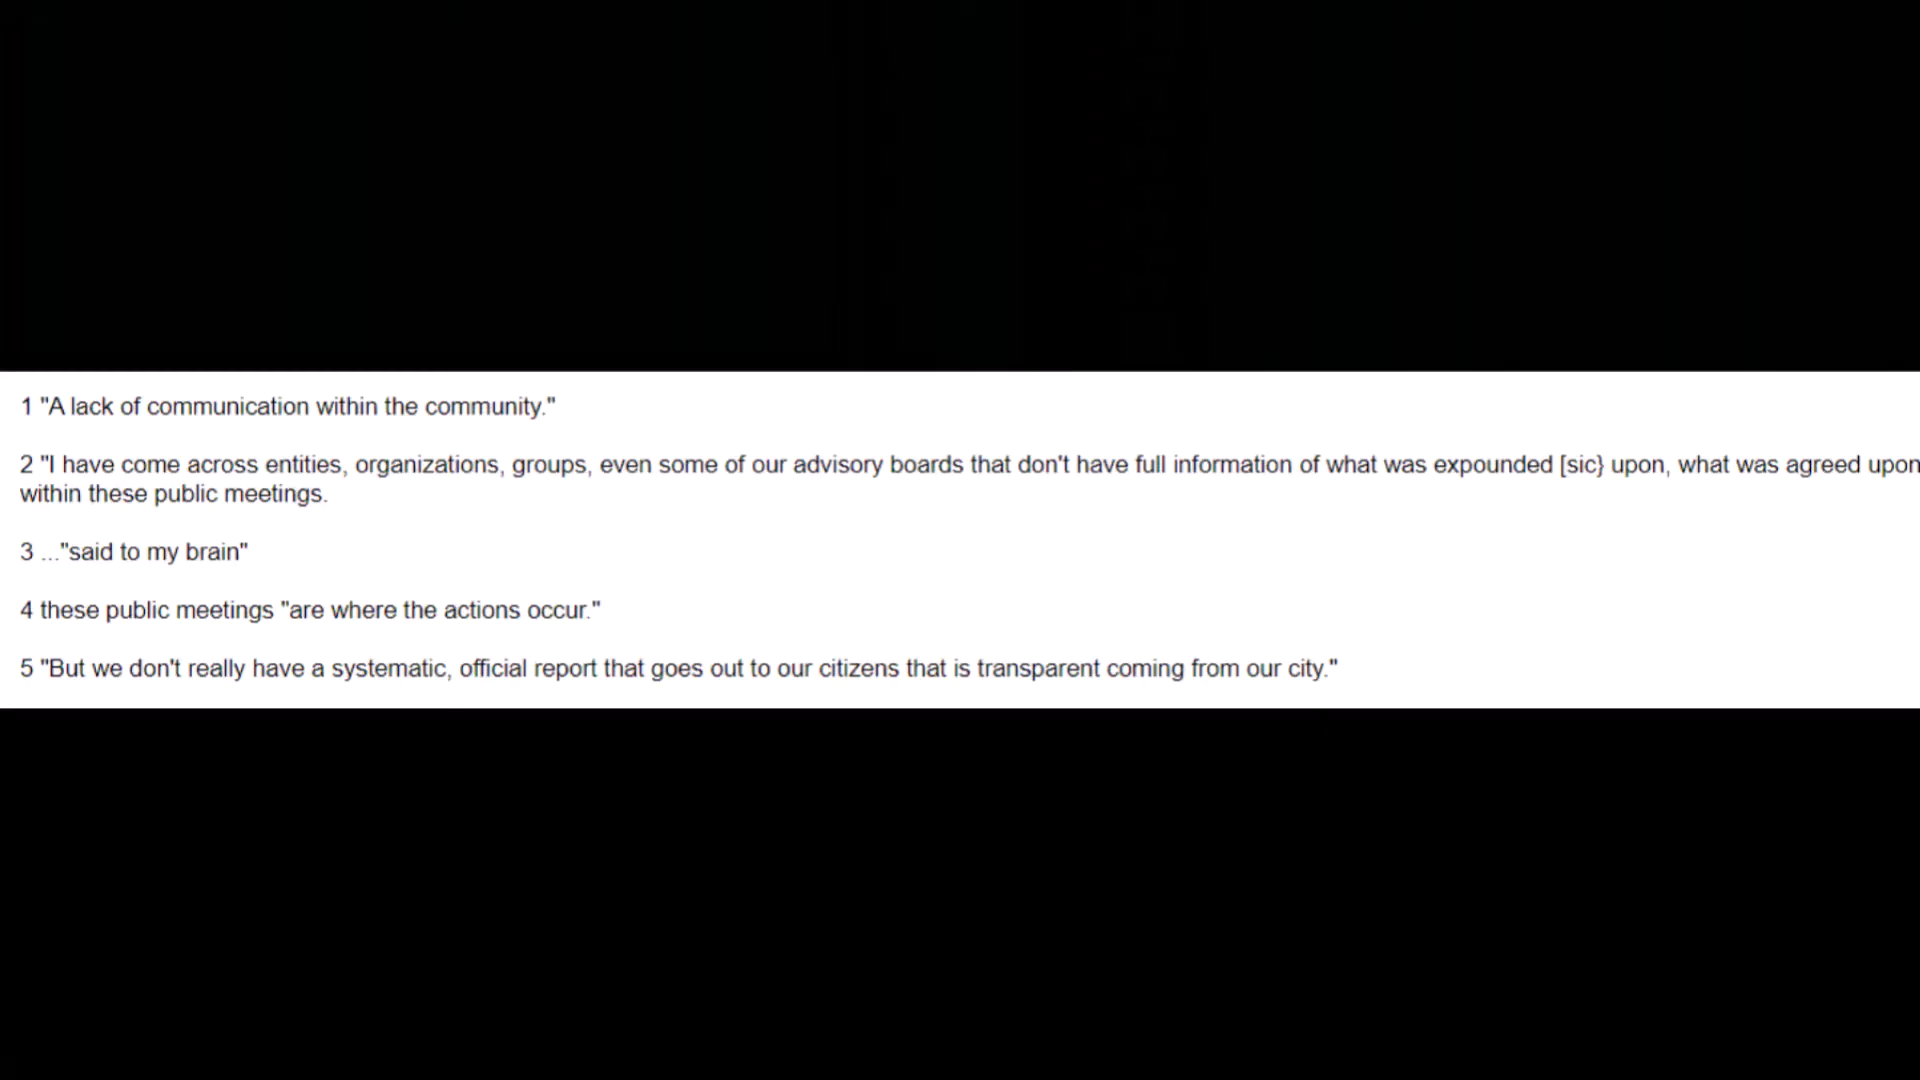 1 "A lack of communication within the community."
2 "I have come across entities, organizations, groups, even some of our advisory boards that don't have full information of what was expounded [sic} upon, what was agreed upon
within these public meetings.
3 ..."said to my brain"
4 these public meetings "are where the actions occur."
5 "But we don't really have a systematic, official report that goes out to our citizens that is transparent coming from our city."